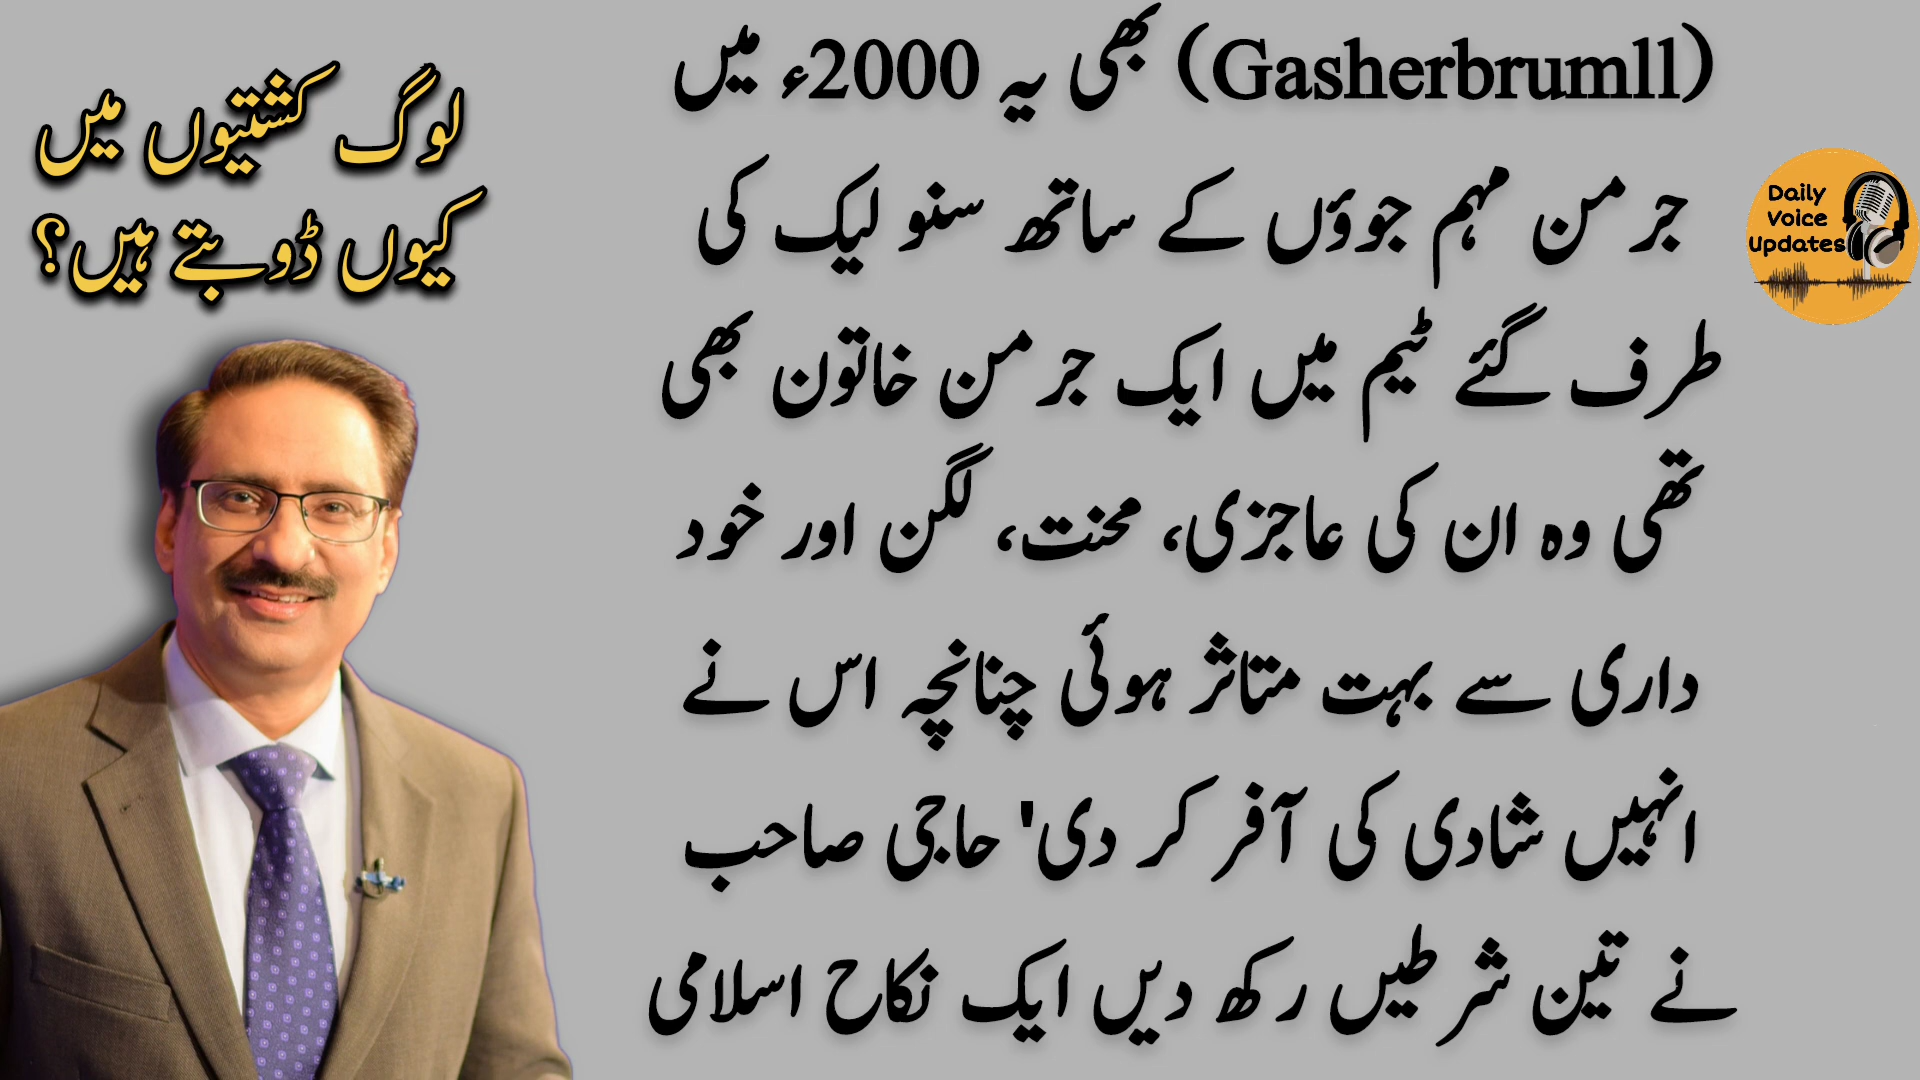 لوگ کشتیوں میں
کیوں ڈوبتے ہیں؟
(Gasherbrumll) بھی یہ 2000ء میں
جرمن مہم جوؤں کے ساتھ سنو لیک کی
طرف گئے ٹیم میں ایک جرمن خاتون بھی
تھی وہ ان کی عاجزی، محنت، لگن اور خود
داری سے بہت متاثر ہوئی چنانچہ اس نے
انہیں شادی کی آفر کر دی' حاجی صاحب
نے تین شرطیں رکھ دیں ایک نکاح اسلامی
Daily
Voice
Updates